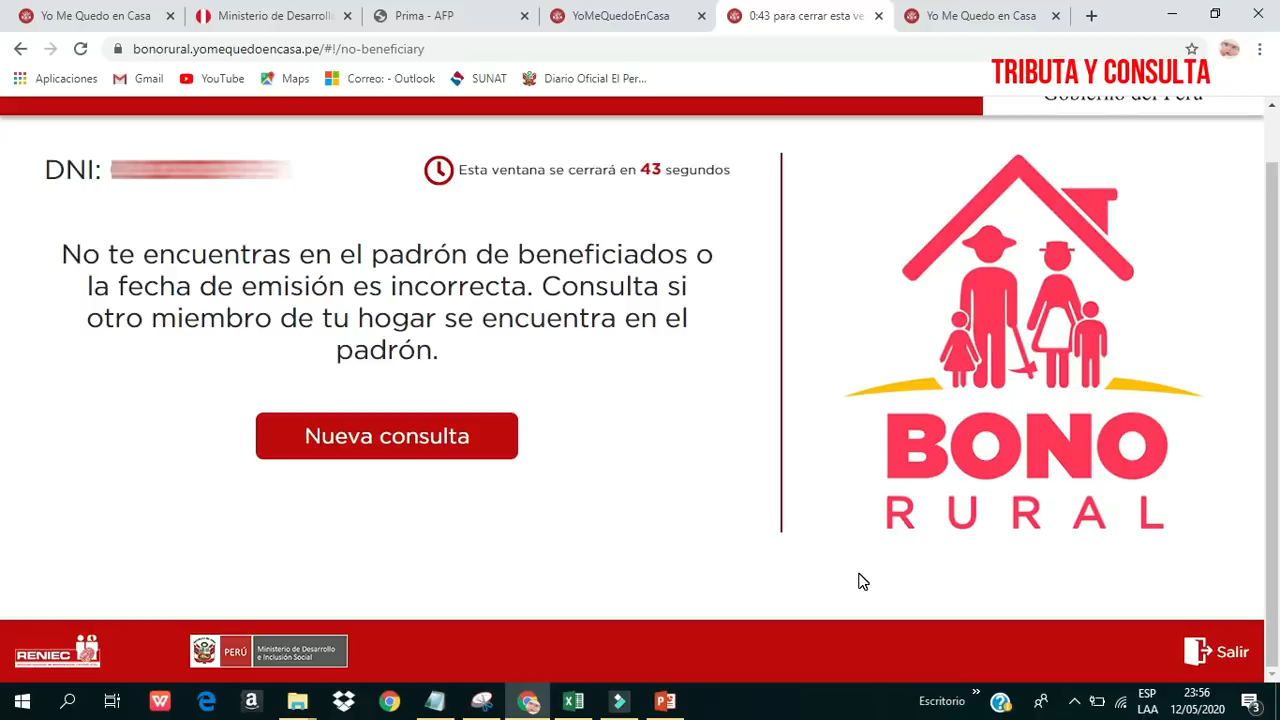 Yo Me Quedo en Casa
Ministerio de Desarroll
Prima - AFP
YoMeQuedoEnCasa
0:43 para cerrar esta ve
Yo Me Quedo en Casa
bonorural.yomequedoencasa.pe/#!/no-beneficiary
Aplicaciones
Gmail
YouTube
Maps
Correo: - Outlook
SUNAT
Diario Oficial El Per...
TRIBUTA Y CONSULTA
Gobierno del Perú
DNI:
Esta ventana se cerrará en 43 segundos
No te encuentras en el padrón de beneficiados o
la fecha de emisión es incorrecta. Consulta si
otro miembro de tu hogar se encuentra en el
padrón.
Nueva consulta
BONO
RURAL
RENIEC
PERÚ
Ministerio de Desarrollo
e Inclusión Social
Salir
Escritorio
ESP
LAA
23:56
12/05/2020
3